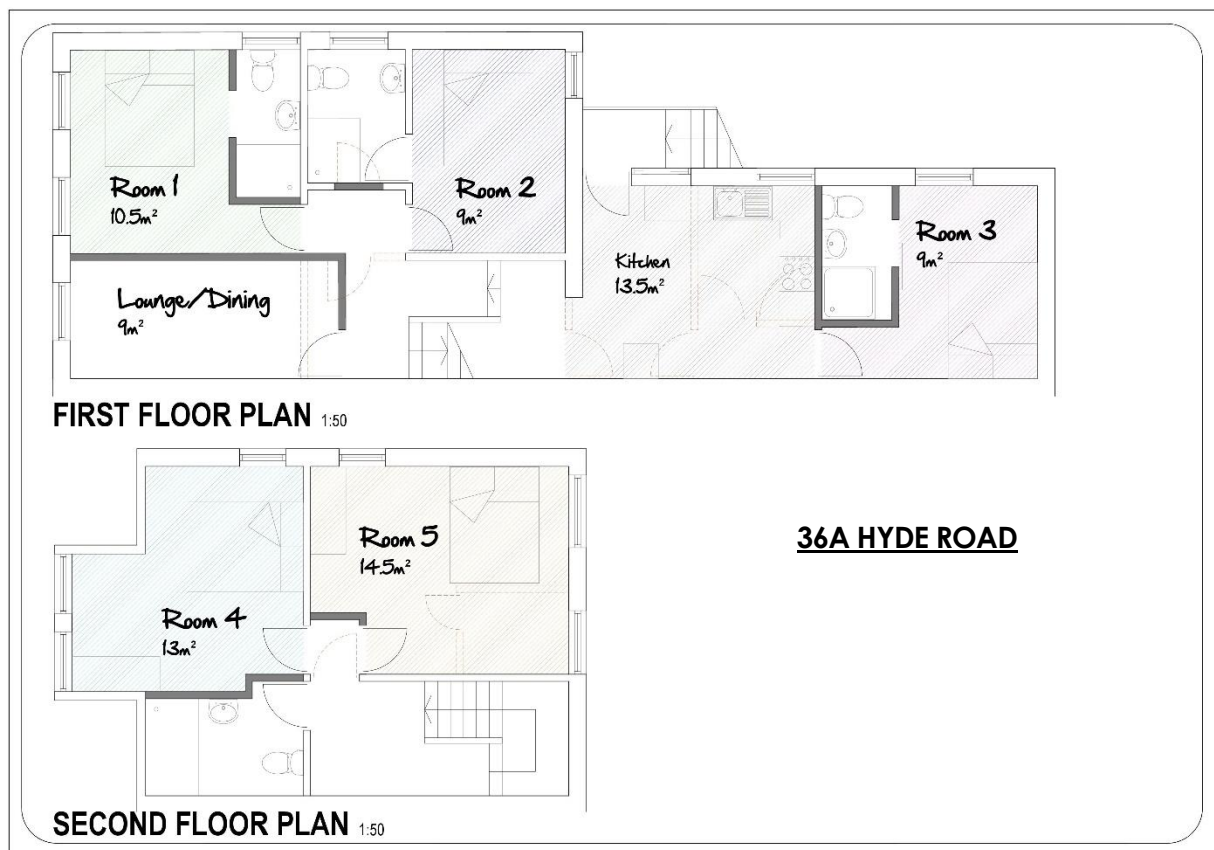 Room 1
10.5m²
Room 2
9m²
Kitchen
13.5m²
Room 3
9m²
Lounge/Dining
9m²
FIRST FLOOR PLAN 1:50
Room 4
13m²
Room 5
14.5m²
36A HYDE ROAD
SECOND FLOOR PLAN 1:50